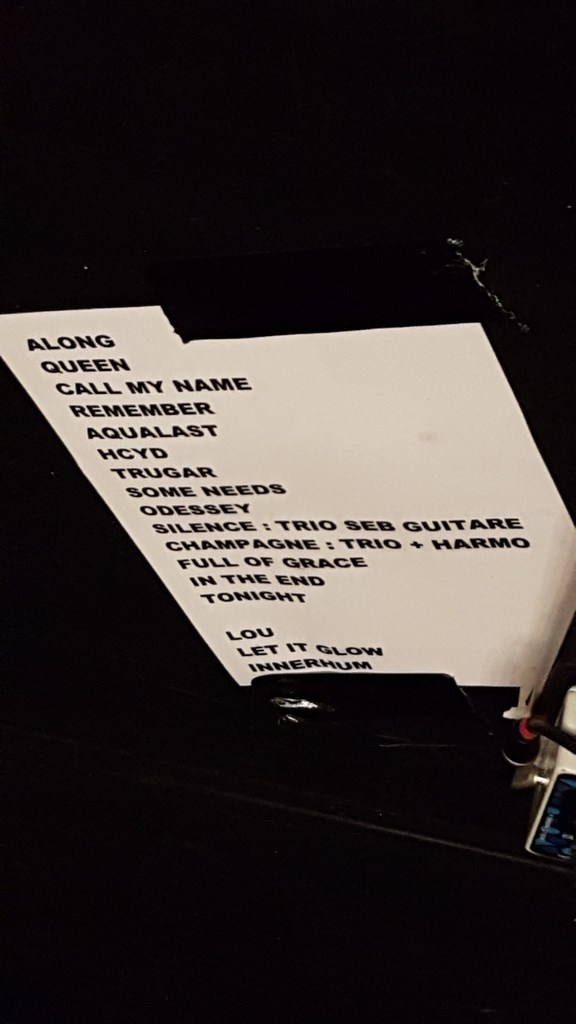 ALONG
QUEEN
CALL MY NAME
REMEMBER
AQUALAST
HCYD
TRUGAR
SOME NEEDS
ODESSEY
SILENCE : TRIO SEB GUITARE
CHAMPAGNE : TRIO + HARMO
FULL OF GRACE
IN THE END
TONIGHT
LOU
LET IT GLOW
INNERHUM